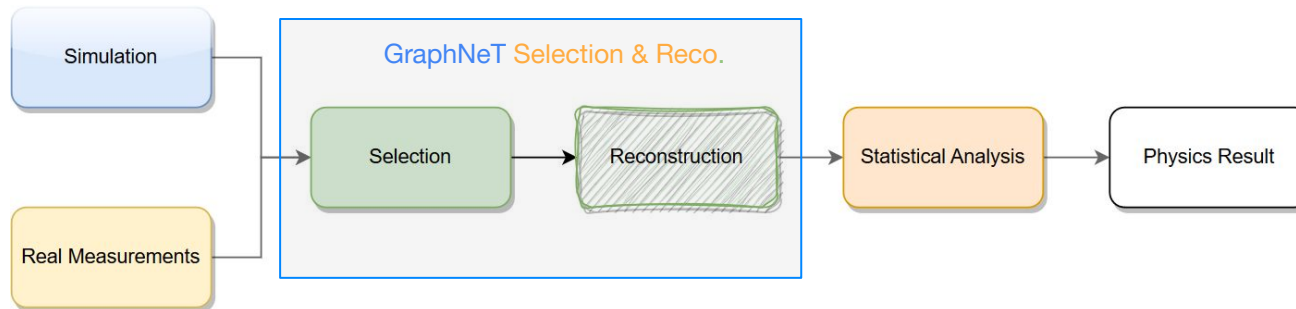 Simulation
GraphNeT Selection & Reco.
Selection
Reconstruction
Statistical Analysis
Physics Result
Real Measurements